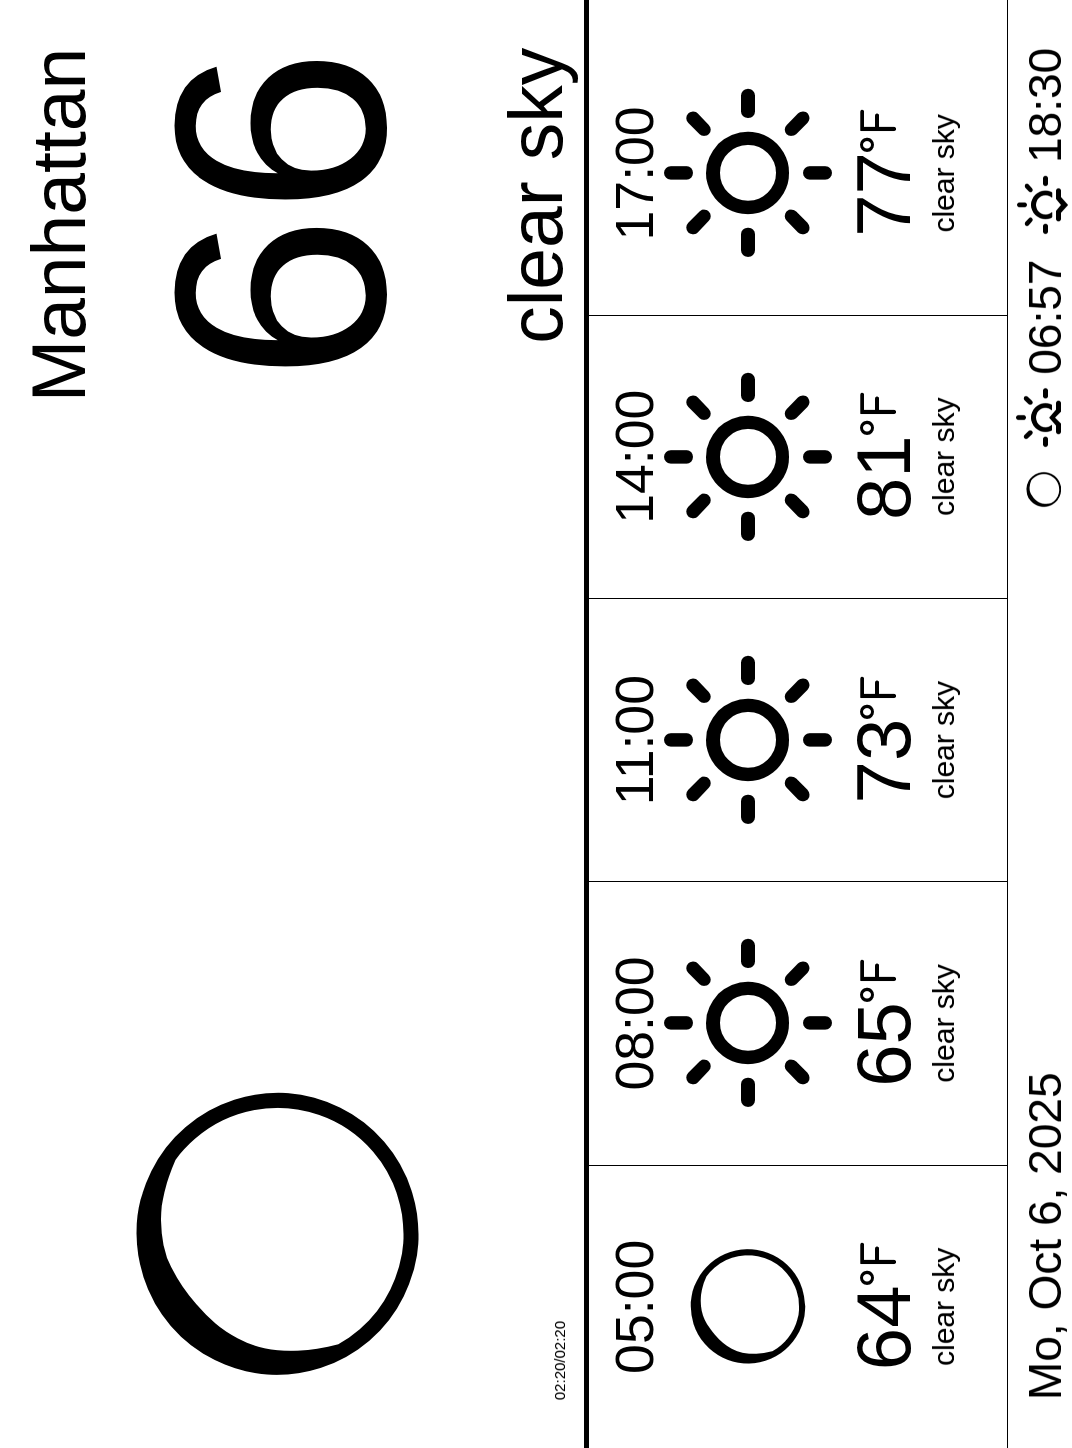 Manhattan
66
clear sky
02:20/02:20
05:00 08:00 11:00 14:00 17:00
64°F 65°F 73°F 81°F 77°F
clear sky clear sky clear sky clear sky clear sky
Mo, Oct 6, 2025 06:57 18:30